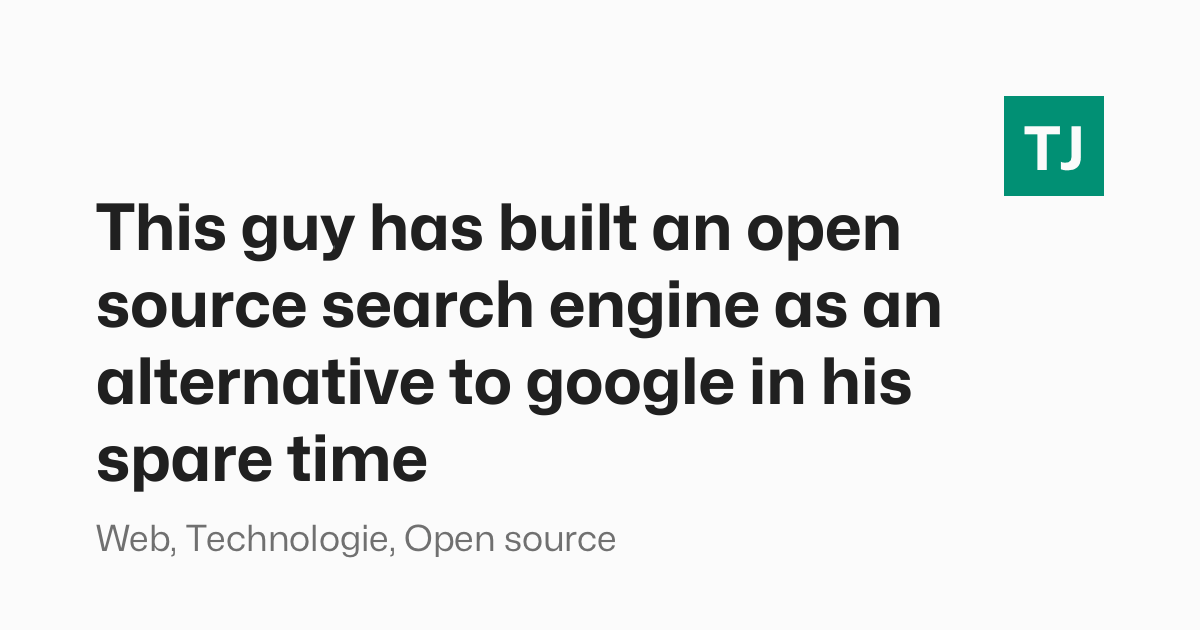 TJ
This guy has built an open
source search engine as an
alternative to google in his
spare time
Web, Technologie, Open source